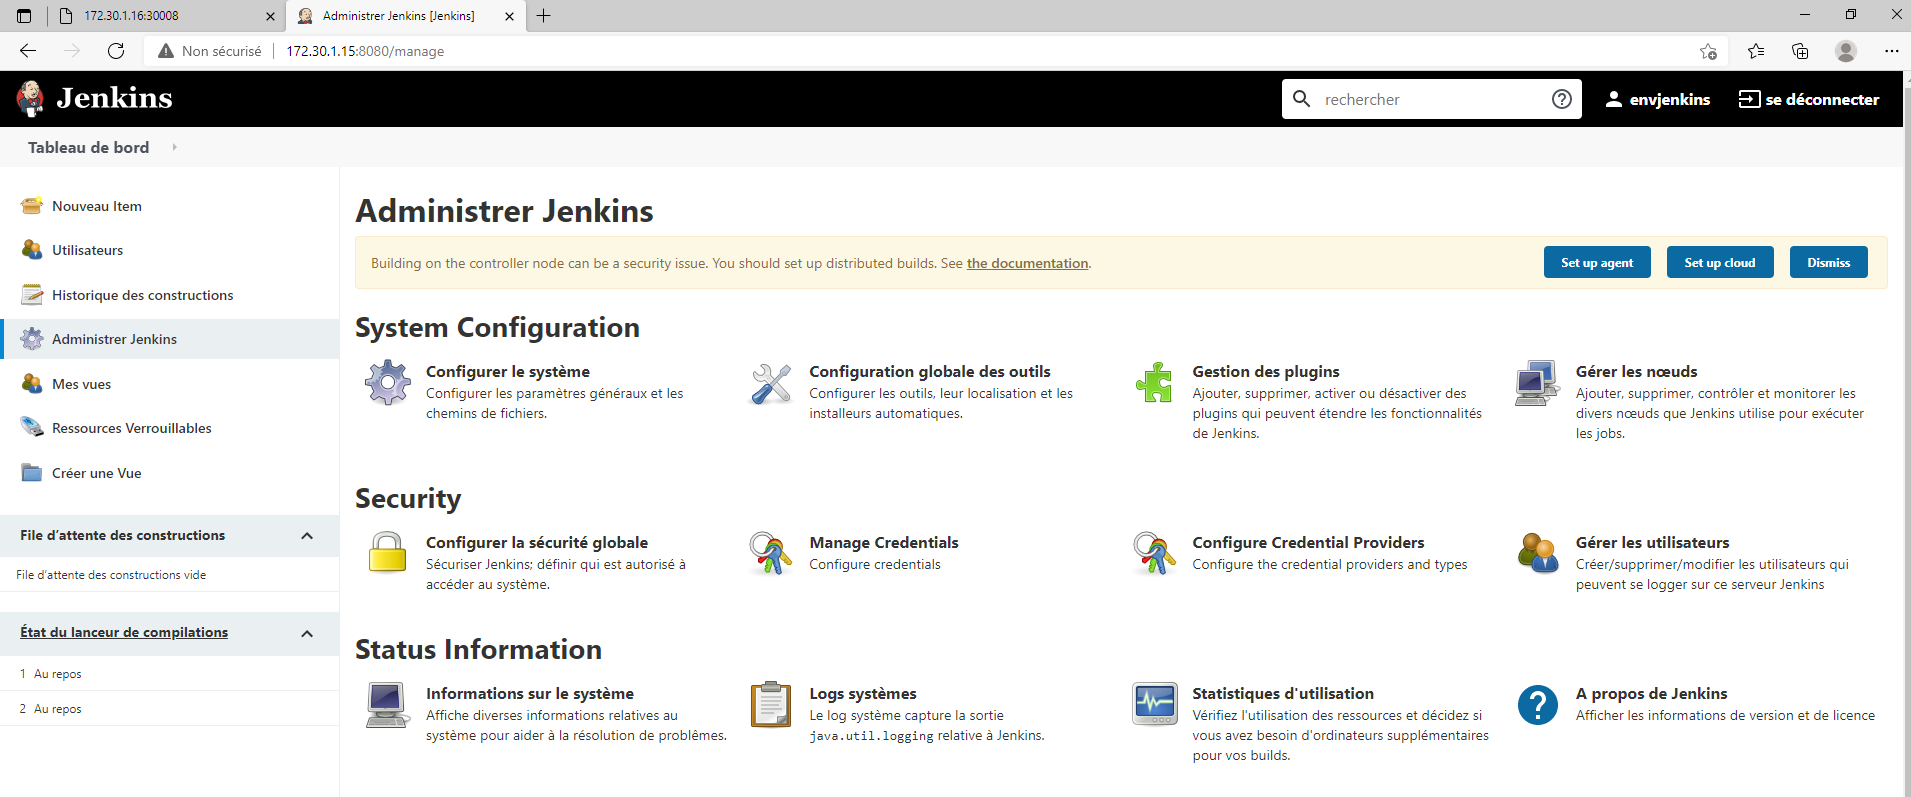 172.30.1.16:30008
Administrer Jenkins [Jenkins]
Non sécurisé
172.30.1.15:8080/manage
Jenkins
rechercher
envjenkins
se déconnecter
Tableau de bord
Nouveau Item
Utilisateurs
Historique des constructions
Administrer Jenkins
Mes vues
Ressources Verrouillables
Créer une Vue
File d’attente des constructions
File d’attente des constructions vide
État du lanceur de compilations
1 Au repos
2 Au repos
Administrer Jenkins
Building on the controller node can be a security issue. You should set up distributed builds. See the documentation.
Set up agent
Set up cloud
Dismiss
System Configuration
Configurer le système
Configurer les paramètres généraux et les
chemins de fichiers.
Configuration globale des outils
Configurer les outils, leur localisation et les
installeurs automatiques.
Gestion des plugins
Ajouter, supprimer, activer ou désactiver des
plugins qui peuvent étendre les fonctionnalités
de Jenkins.
Gérer les nœuds
Ajouter, supprimer, contrôler et monitorer les
divers nœuds que Jenkins utilise pour exécuter
les jobs.
Security
Configurer la sécurité globale
Sécuriser Jenkins; définir qui est autorisé à
accéder au système.
Manage Credentials
Configure credentials
Configure Credential Providers
Configure the credential providers and types
Gérer les utilisateurs
Créer/supprimer/modifier les utilisateurs qui
peuvent se logger sur ce serveur Jenkins
Status Information
Informations sur le système
Affiche diverses informations relatives au
système pour aider à la résolution de problêmes.
Logs systèmes
Le log système capture la sortie
java.util.logging relative à Jenkins.
Statistiques d'utilisation
Vérifiez l'utilisation des ressources et décidez si
vous avez besoin d'ordinateurs supplémentaires
pour vos builds.
A propos de Jenkins
Afficher les informations de version et de licence